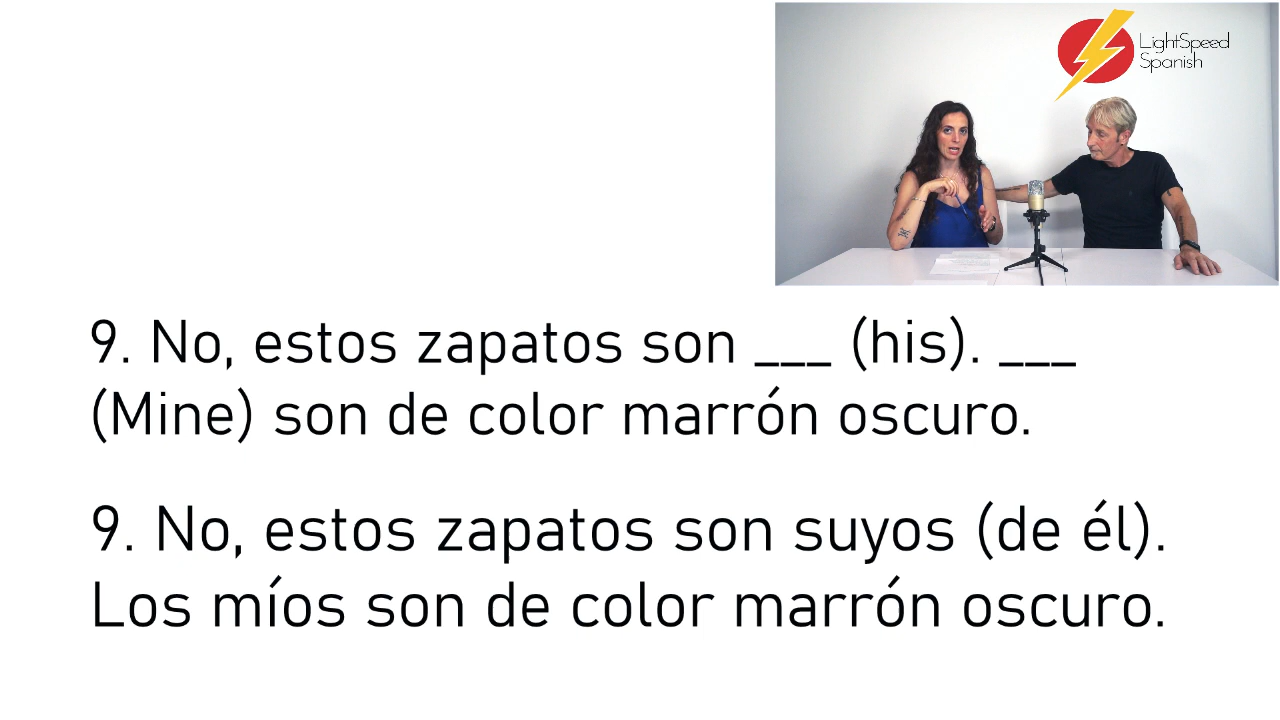 LightSpeed
Spanish
9. No, estos zapatos son ___ (his). ___
(Mine) son de color marrón oscuro.
9. No, estos zapatos son suyos (de él).
Los míos son de color marrón oscuro.